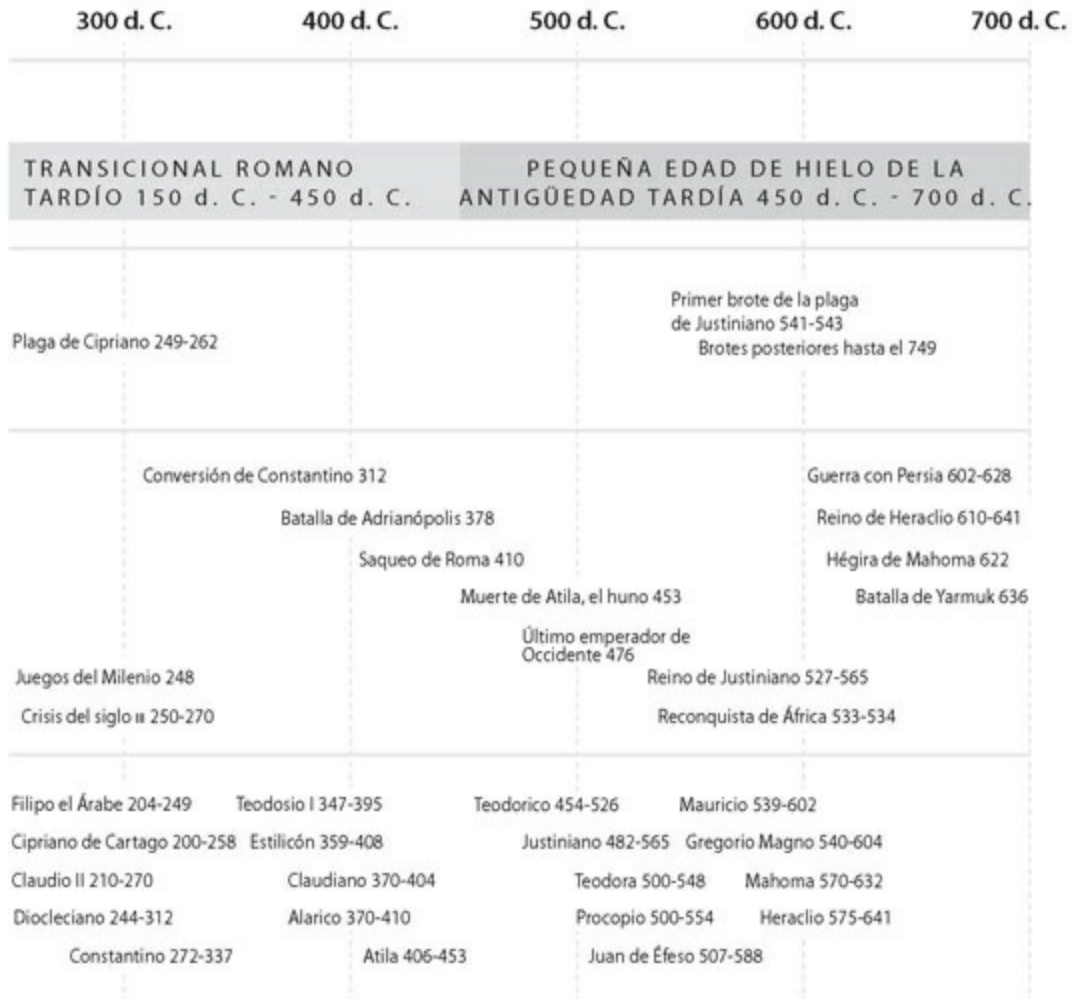 300 d. C.
400 d. C.
500 d. C.
600 d. C.
700 d. C.
TRANSICIONAL ROMANO
TARDÍO 150 d. C. - 450 d. C.
PEQUEÑA EDAD DE HIELO DE LA
ANTIGÜEDAD TARDÍA 450 d. C. - 700 d. C.
Plaga de Cipriano 249-262
Primer brote de la plaga
de Justiniano 541-543
Brotes posteriores hasta el 749
Conversión de Constantino 312
Guerra con Persia 602-628
Batalla de Adrianópolis 378
Reino de Heraclio 610-641
Saqueo de Roma 410
Hégira de Mahoma 622
Muerte de Atila, el huno 453
Batalla de Yarmuk 636
Último emperador de
Occidente 476
Juegos del Milenio 248
Reino de Justiniano 527-565
Crisis del siglo III 250-270
Reconquista de África 533-534
Filipo el Árabe 204-249
Teodosio I 347-395
Teodorico 454-526
Mauricio 539-602
Cipriano de Cartago 200-258
Estilicón 359-408
Justiniano 482-565
Gregorio Magno 540-604
Claudio II 210-270
Claudiano 370-404
Teodora 500-548
Mahoma 570-632
Diocleciano 244-312
Alarico 370-410
Procopio 500-554
Heraclio 575-641
Constantino 272-337
Atila 406-453
Juan de Éfeso 507-588